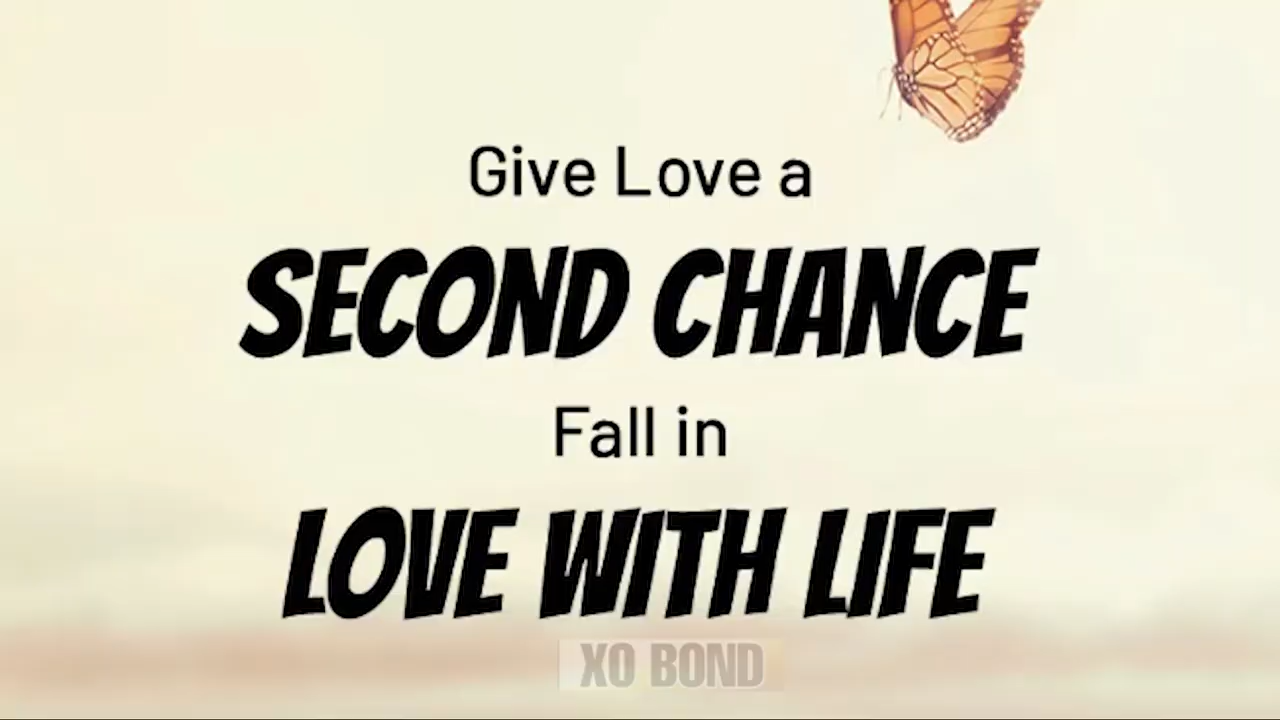 Give Love a
SECOND CHANCE
Fall in
LOVE WITH LIFE
XO BOND